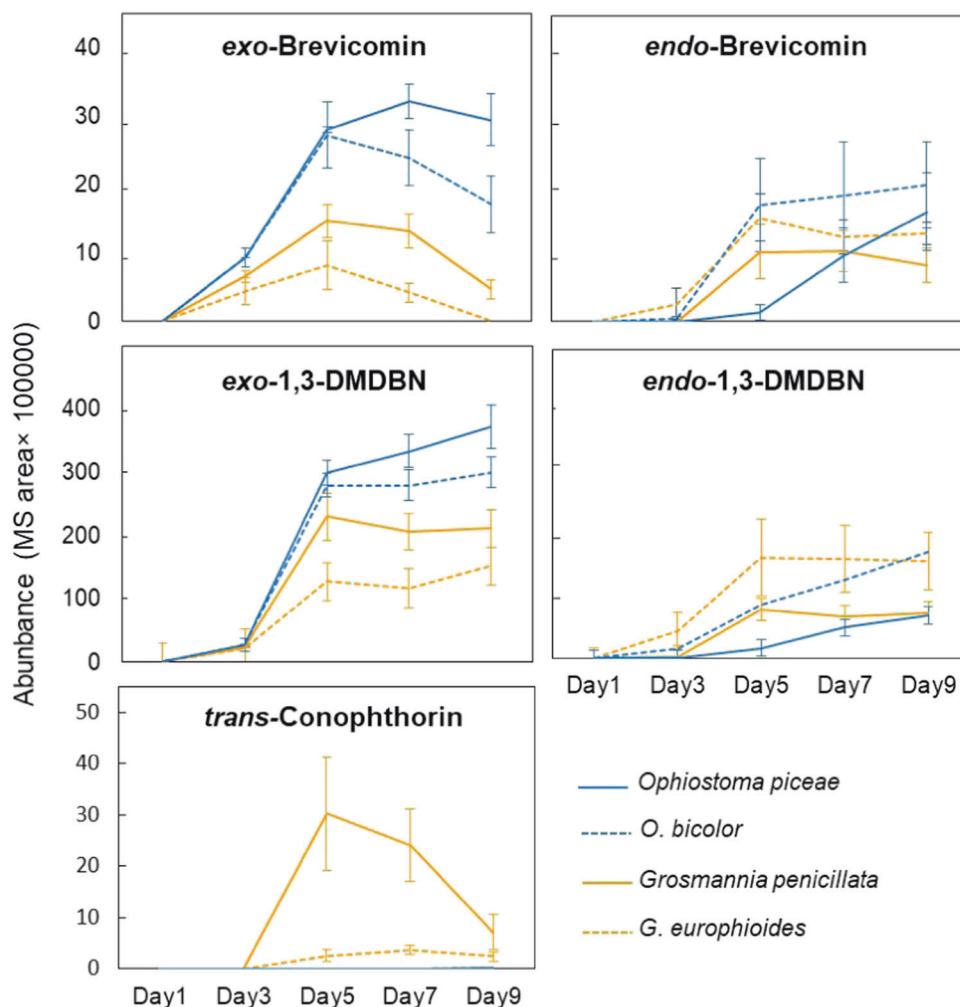 exo-Brevicomin
endo-Brevicomin
40
30
20
10
0
exo-1,3-DMDBN
endo-1,3-DMDBN
400
300
200
100
0
Abunbance (MS area× 100000)
Day1 Day3 Day5 Day7 Day9
trans-Conophthorin
50
40
30
20
10
0
Day1 Day3 Day5 Day7 Day9
Ophiostoma piceae
O. bicolor
Grosmannia penicillata
G. europhioides